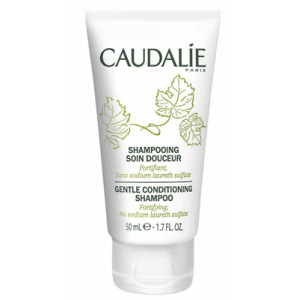 CAUDALÍE
PARIS
SHAMPOOING
SOIN DOUCEUR
Fortifiant,
Sans sodium laureth sulfate
GENTLE CONDITIONING
SHAMPOO
Fortifying,
No sodium laureth sulfate
50 mL ℮ - 1.7 FL. OZ.